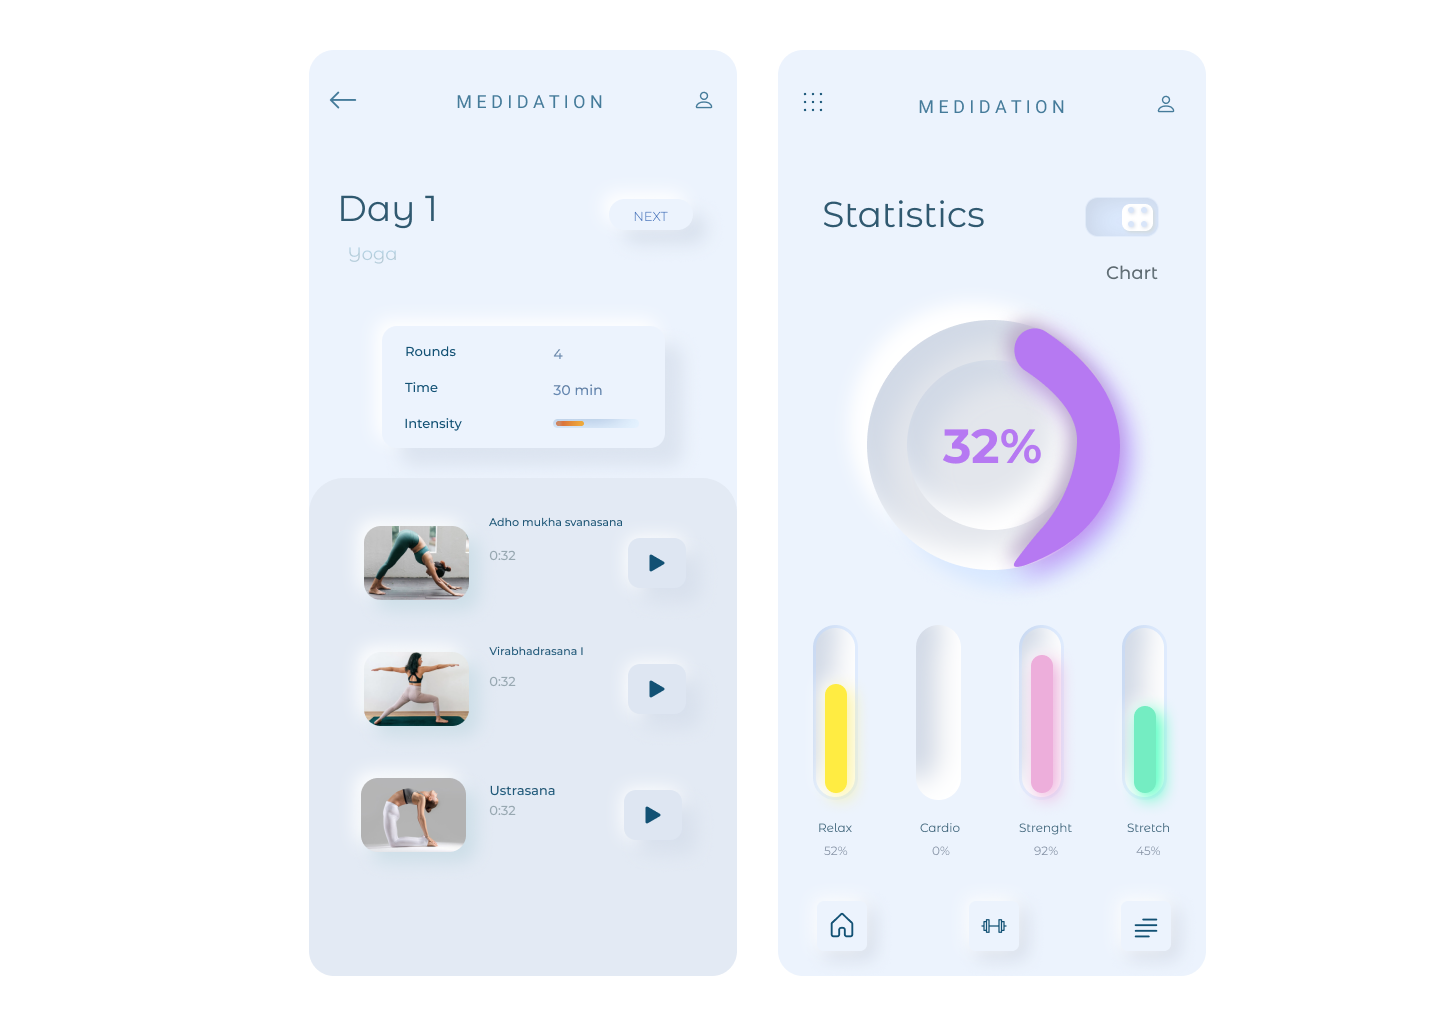 MEDIDATION
Day 1
NEXT
Yoga
Rounds 4
Time 30 min
Intensity
Adho mukha svanasana
0:32
Virabhadrasana I
0:32
Ustrasana
0:32
MEDIDATION
Statistics
Chart
32%
Relax Cardio Strenght Stretch
52% 0% 92% 45%